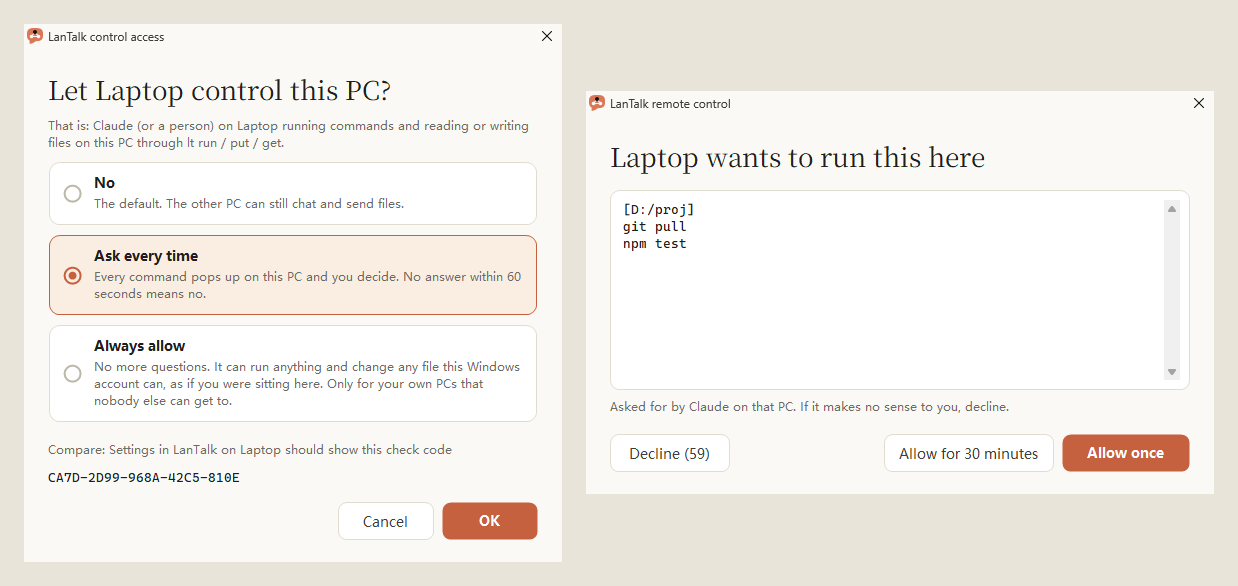 LanTalk control access
Let Laptop control this PC?
That is: Claude (or a person) on Laptop running commands and reading or writing
files on this PC through lt run / put / get.
No
The default. The other PC can still chat and send files.
Ask every time
Every command pops up on this PC and you decide. No answer within 60
seconds means no.
Always allow
No more questions. It can run anything and change any file this Windows
account can, as if you were sitting here. Only for your own PCs that
nobody else can get to.
Compare: Settings in LanTalk on Laptop should show this check code
CA7D-2D99-968A-42C5-810E
Cancel
OK
LanTalk remote control
Laptop wants to run this here
[D:/proj]
git pull
npm test
Asked for by Claude on that PC. If it makes no sense to you, decline.
Decline (59)
Allow for 30 minutes
Allow once